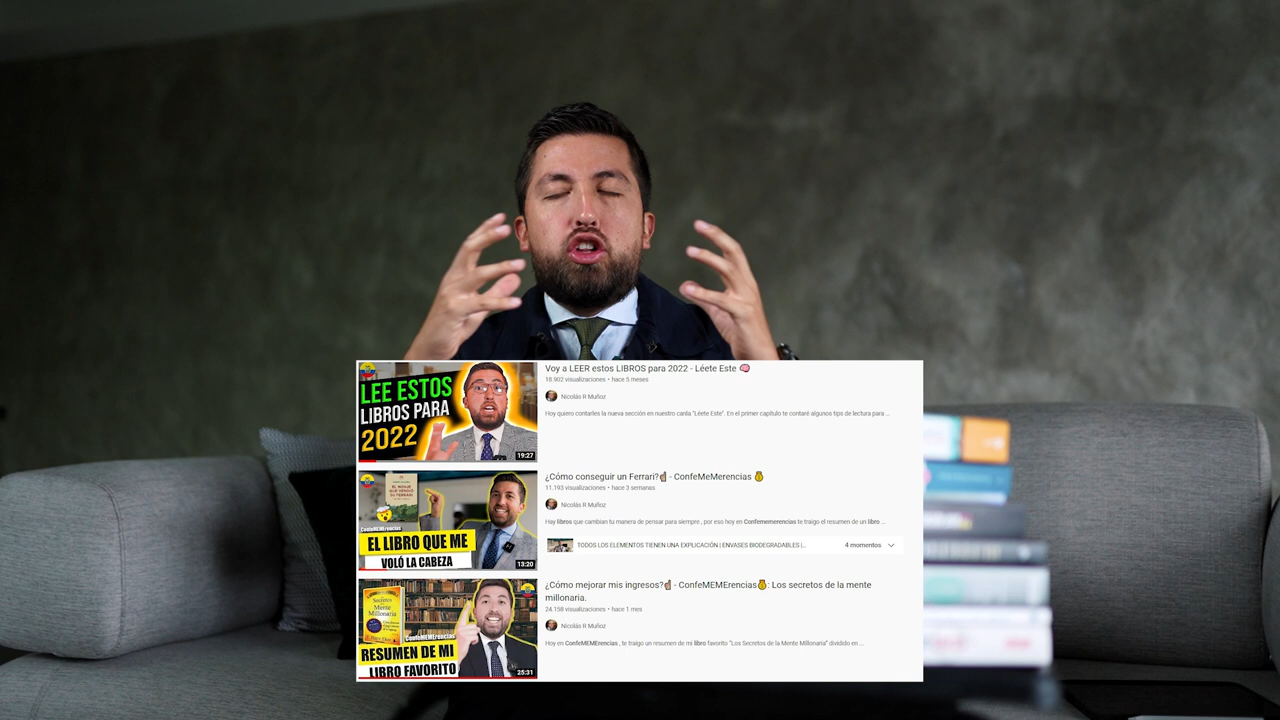 LEE ESTOS
LIBROS PARA
2022
19:27
Voy a LEER estos LIBROS para 2022 - Léete Este 🧠
18.902 visualizaciones • hace 5 meses
Nicolás R Muñoz
Hoy quiero contarles la nueva sección en nuestro canla "Léete Este". En el primer capítulo te contaré algunos tips de lectura para ...
ConfeMEMErencias
EL LIBRO QUE ME
VOLÓ LA CABEZA
13:20
¿Cómo conseguir un Ferrari?☝ - ConfeMeMerencias 💰
11.193 visualizaciones • hace 3 semanas
Nicolás R Muñoz
Hay libros que cambian tu manera de pensar para siempre , por eso hoy en Confememerencias te traigo el resumen de un libro ...
TODOS LOS ELEMENTOS TIENEN UNA EXPLICACIÓN | ENVASES BIODEGRADABLES |...
4 momentos
Secretos
Mente
Millonaria
ConfeMEMErencias
RESUMEN DE MI
LIBRO FAVORITO
25:31
¿Cómo mejorar mis ingresos?☝ - ConfeMEMErencias💰: Los secretos de la mente
millonaria.
24.158 visualizaciones • hace 1 mes
Nicolás R Muñoz
Hoy en ConfeMEMErencias , te traigo un resumen de mi libro favorito "Los Secretos de la Mente Millonaria" dividido en ...